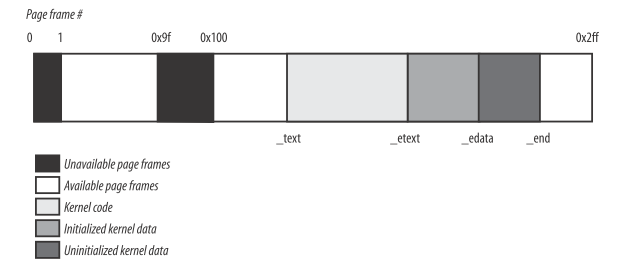 Page frame #
0 1 0x9f 0x100 0x2ff
_text _etext _edata _end
Unavailable page frames
Available page frames
Kernel code
Initialized kernel data
Uninitialized kernel data